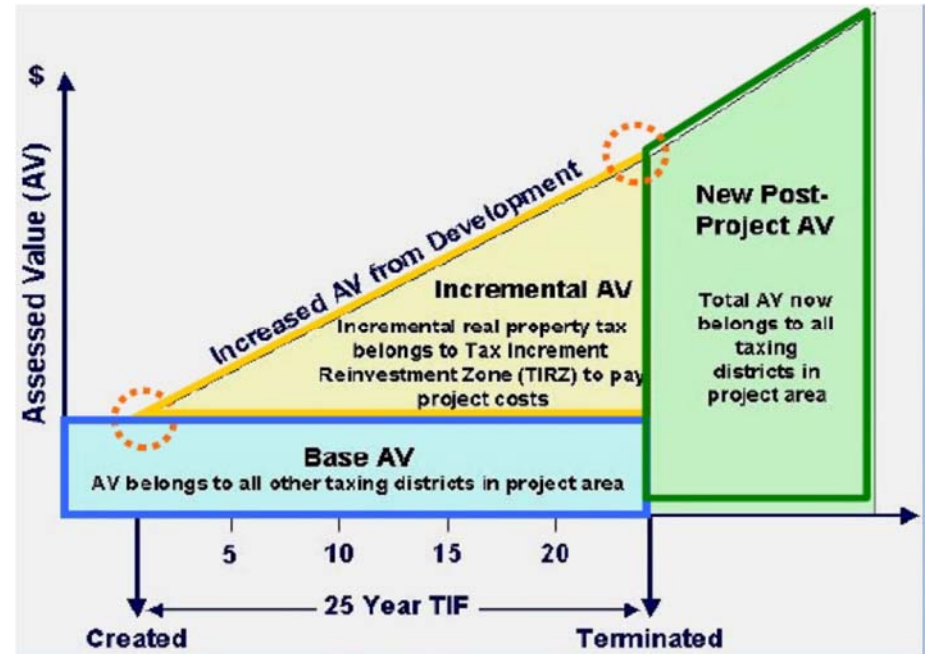 $
Assessed Value (AV)
Increased AV from Development
Incremental AV
Incremental real property tax
belongs to Tax Increment
Reinvestment Zone (TIRZ) to pay
project costs
New Post-
Project AV
Total AV now
belongs to all
taxing
districts in
project area
Base AV
AV belongs to all other taxing districts in project area
5 10 15 20
25 Year TIF
Created Terminated